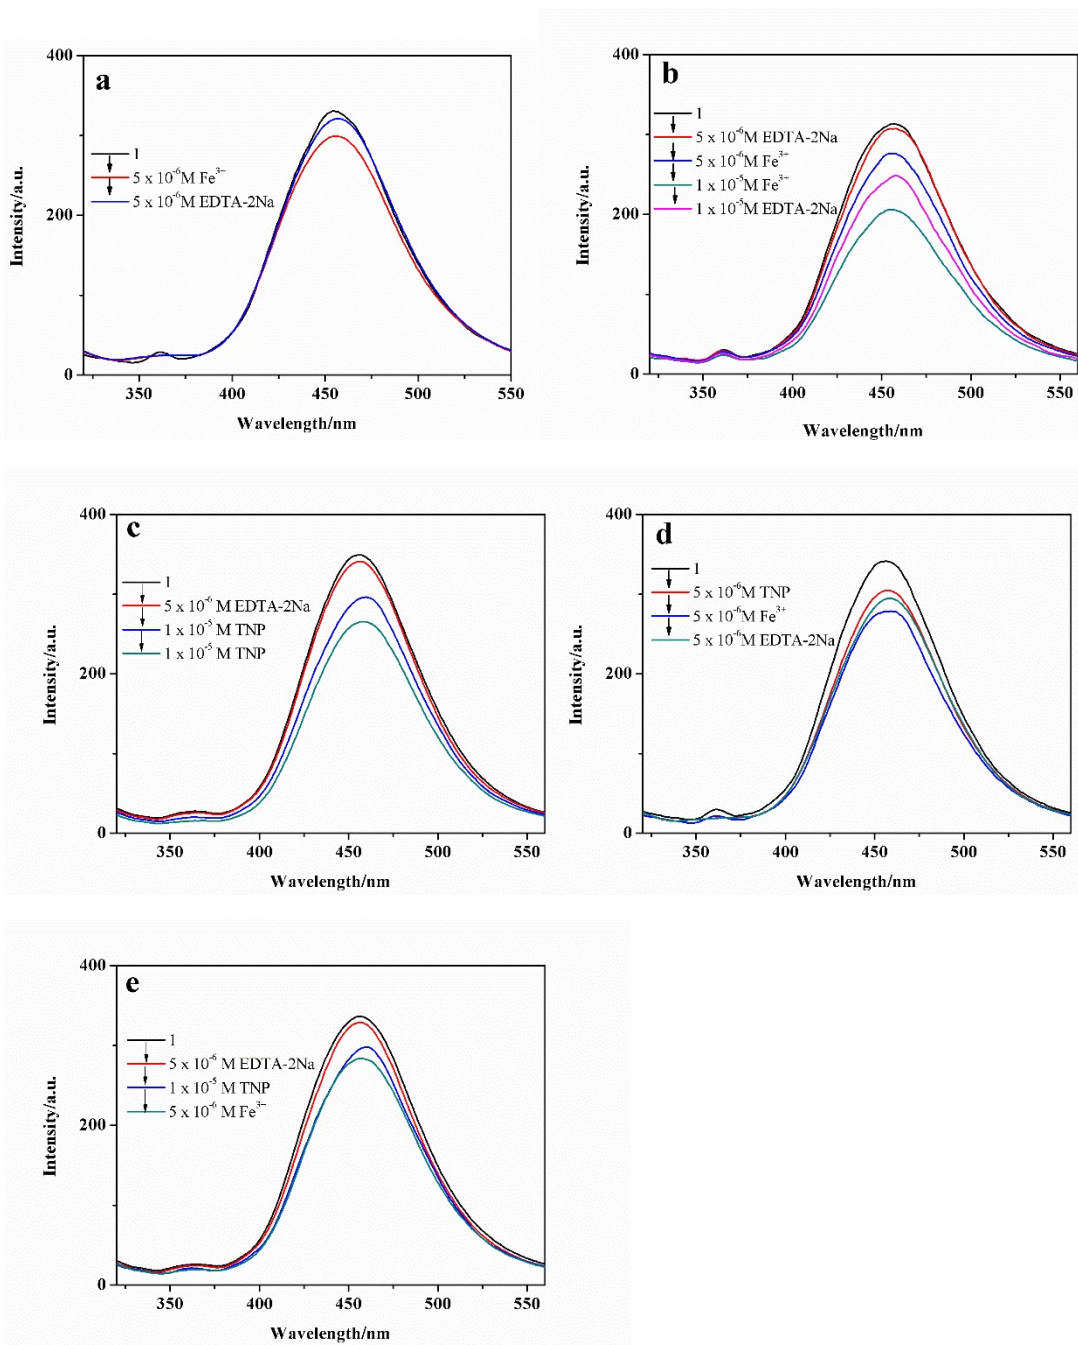 a
400
200
0
Intensity/a.u.
1
5 x 10⁻⁶M Fe³⁺
5 x 10⁻⁶M EDTA-2Na
350 400 450 500 550
Wavelength/nm
b
400
200
0
Intensity/a.u.
1
5 x 10⁻⁶M EDTA-2Na
5 x 10⁻⁶M Fe³⁺
1 x 10⁻⁵M Fe³⁺
1 x 10⁻⁵M EDTA-2Na
350 400 450 500 550
Wavelength/nm
c
400
200
0
Intensity/a.u.
1
5 x 10⁻⁶ M EDTA-2Na
1 x 10⁻⁵ M TNP
1 x 10⁻⁵ M TNP
350 400 450 500 550
Wavelength/nm
d
400
200
0
Intensity/a.u.
1
5 x 10⁻⁶M TNP
5 x 10⁻⁶M Fe³⁺
5 x 10⁻⁶M EDTA-2Na
350 400 450 500 550
Wavelength/nm
e
400
200
0
Intensity/a.u.
1
5 x 10⁻⁶ M EDTA-2Na
1 x 10⁻⁵ M TNP
5 x 10⁻⁶ M Fe³⁺
350 400 450 500 550
Wavelength/nm